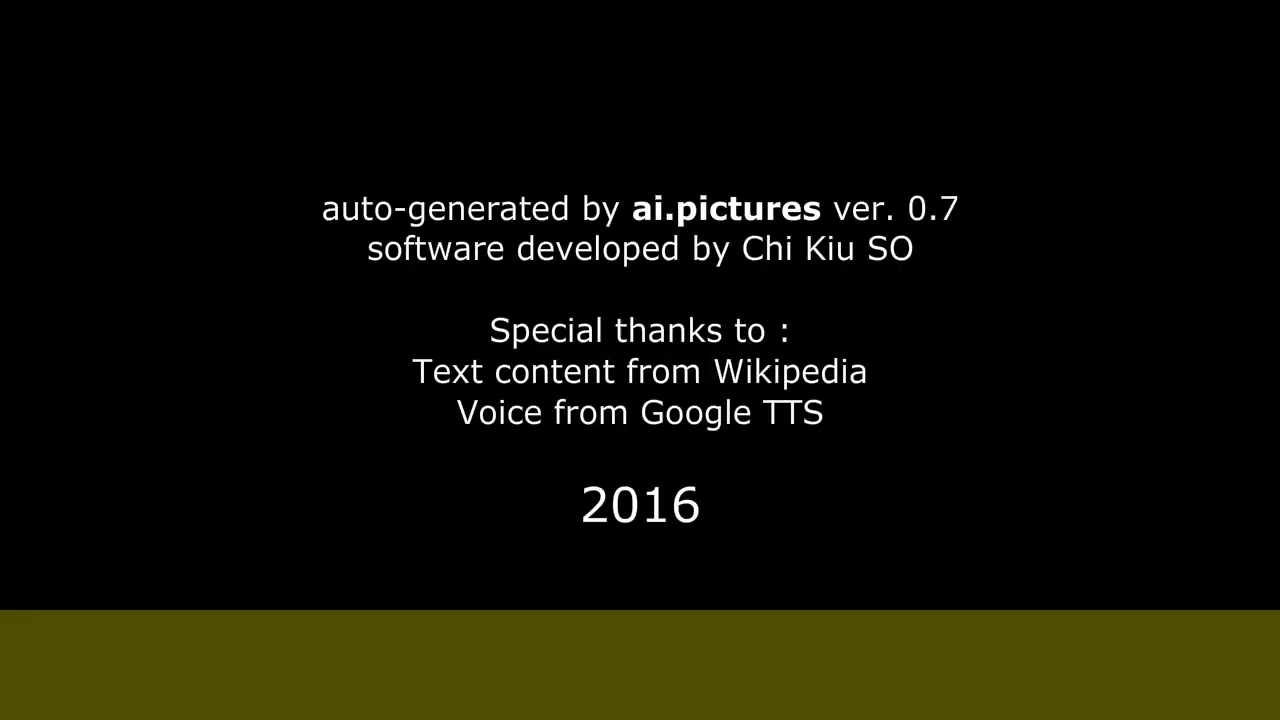 auto-generated by ai.pictures ver. 0.7
software developed by Chi Kiu SO
Special thanks to :
Text content from Wikipedia
Voice from Google TTS
2016